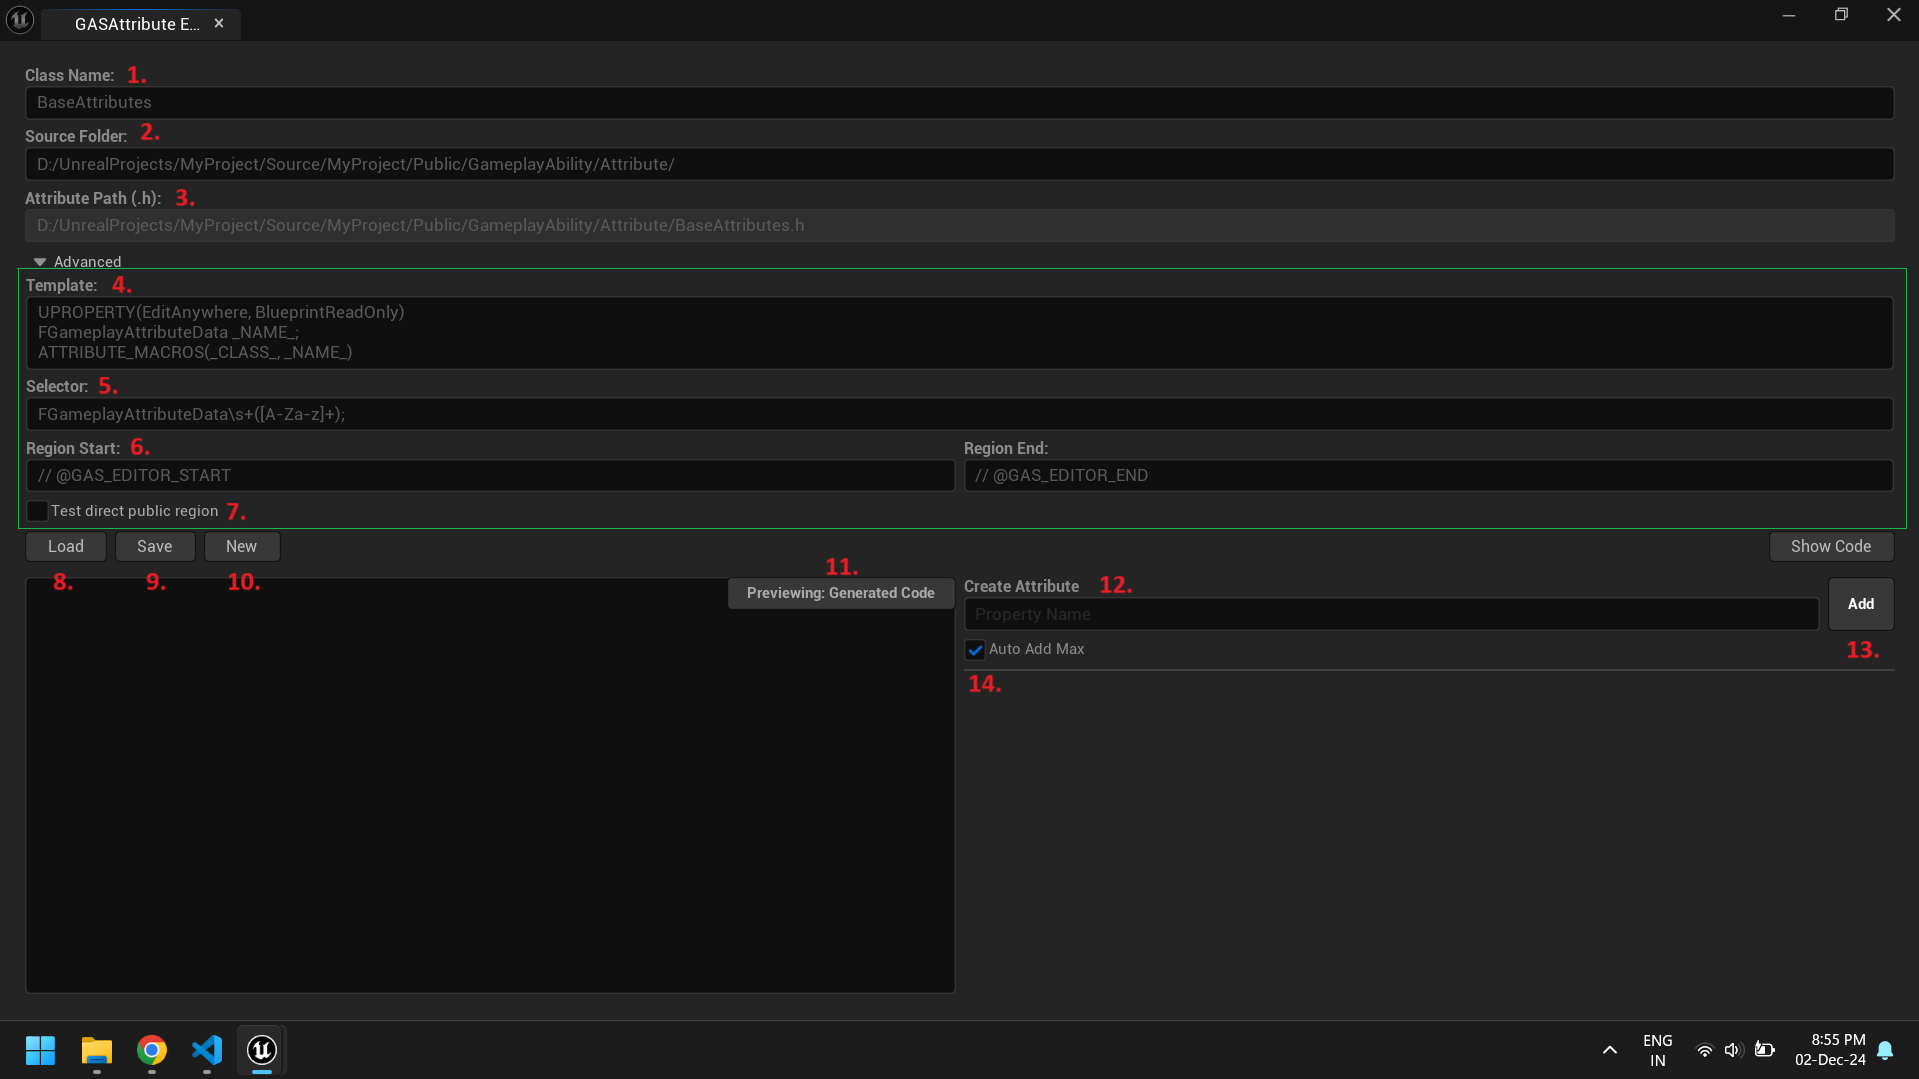 GASAttribute E...
Class Name: 1.
BaseAttributes
Source Folder: 2.
D:/UnrealProjects/MyProject/Source/MyProject/Public/GameplayAbility/Attribute/
Attribute Path (.h): 3.
D:/UnrealProjects/MyProject/Source/MyProject/Public/GameplayAbility/Attribute/BaseAttributes.h
Advanced
Template: 4.
UPROPERTY(EditAnywhere, BlueprintReadOnly)
FGameplayAttributeData _NAME_;
ATTRIBUTE_MACROS(_CLASS_, _NAME_)
Selector: 5.
FGameplayAttributeData\s+([A-Za-z]+);
Region Start: 6.
Region End:
// @GAS_EDITOR_START
// @GAS_EDITOR_END
Test direct public region 7.
Load
Save
New
Show Code
8.
9.
10.
11.
Previewing: Generated Code
Create Attribute 12.
Property Name
Add
Auto Add Max
13.
14.
ENG
IN
8:55 PM
02-Dec-24